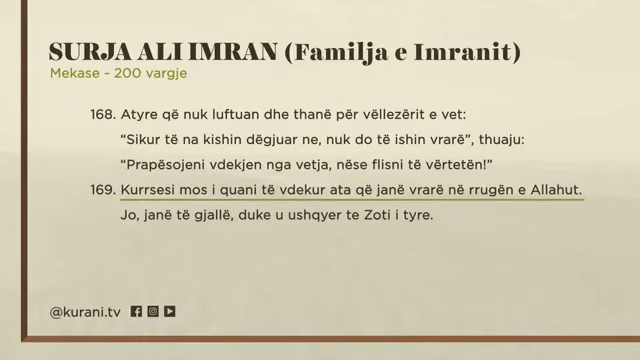 SURJA ALI IMRAN (Familja e Imranit)
Mekase - 200 vargje
168. Atyre që nuk luftuan dhe thanë për vëllezërit e vet:
“Sikur të na kishin dëgjuar ne, nuk do të ishin vrarë”, thuaju:
“Prapësojeni vdekjen nga vetja, nëse flisni të vërtetën!”
169. Kurrsesi mos i quani të vdekur ata që janë vrarë në rrugën e Allahut.
Jo, janë të gjallë, duke u ushqyer te Zoti i tyre.
@kurani.tv